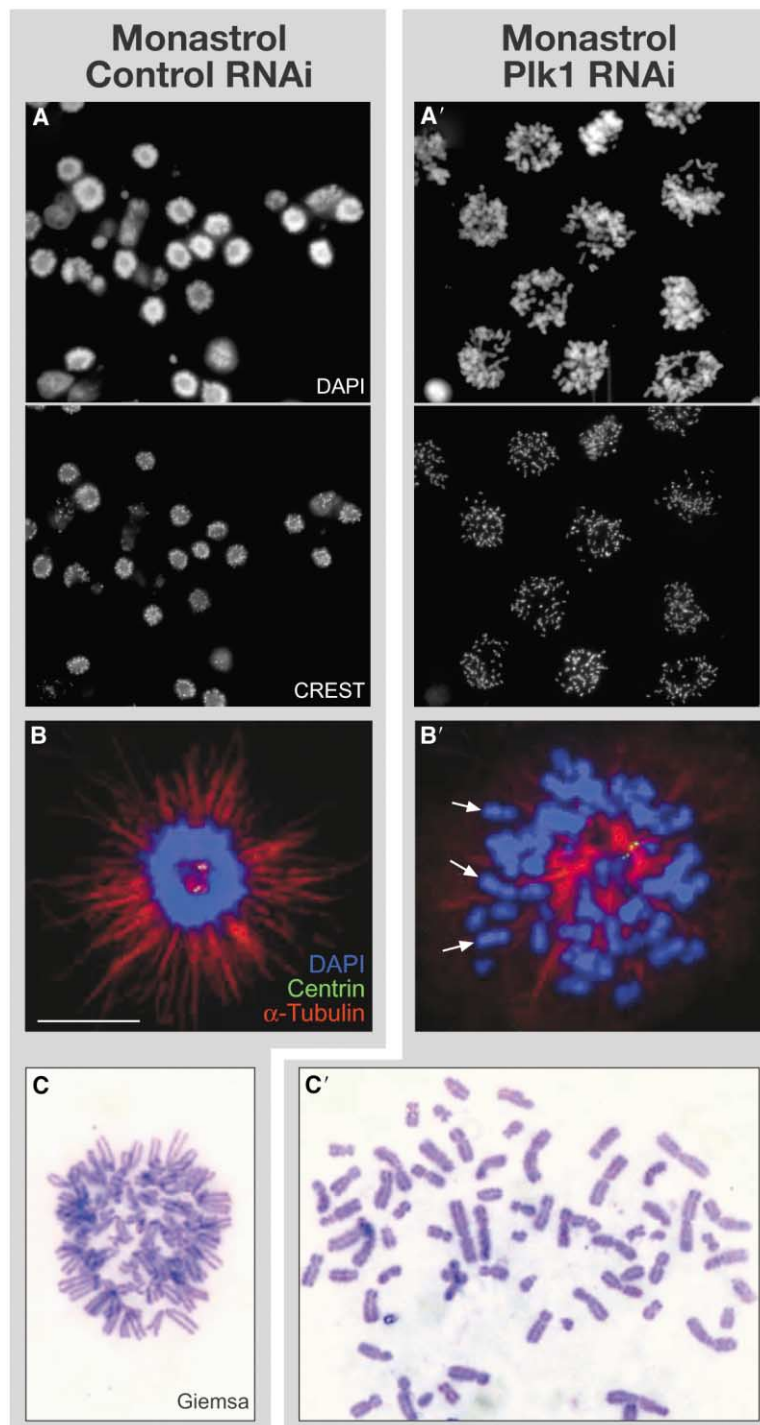 Monastrol
Control RNAi
Monastrol
Plk1 RNAi
A
DAPI
A′
CREST
B
DAPI
Centrin
α-Tubulin
B′
C
Giemsa
C′